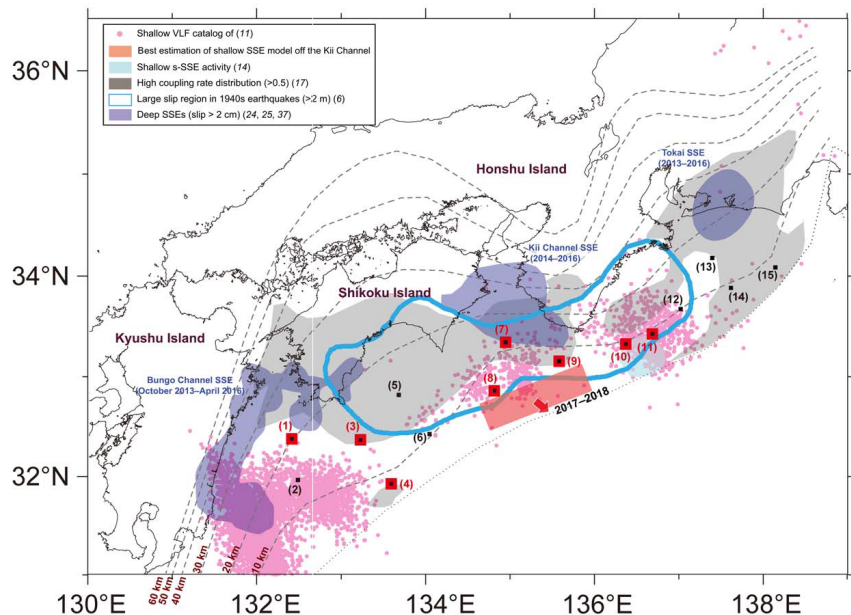 Shallow VLF catalog of (11)
Best estimation of shallow SSE model off the Kii Channel
Shallow s-SSE activity (14)
High coupling rate distribution (>0.5) (17)
Large slip region in 1940s earthquakes (>2 m) (6)
Deep SSEs (slip > 2 cm) (24, 25, 37)
36°N
34°N
32°N
Honshu Island
Tokai SSE
(2013–2016)
Kii Channel SSE
(2014–2016)
Shikoku Island
Kyushu Island
Bungo Channel SSE
(October 2013–April 2016)
(13)
(15)
(14)
(12)
(7)
(10)
(11)
(9)
(8)
(5)
2017–2018
(1)
(3)
(6)
(2)
(4)
60 km
50 km
40 km
30 km
20 km
10 km
130°E
132°E
134°E
136°E
138°E